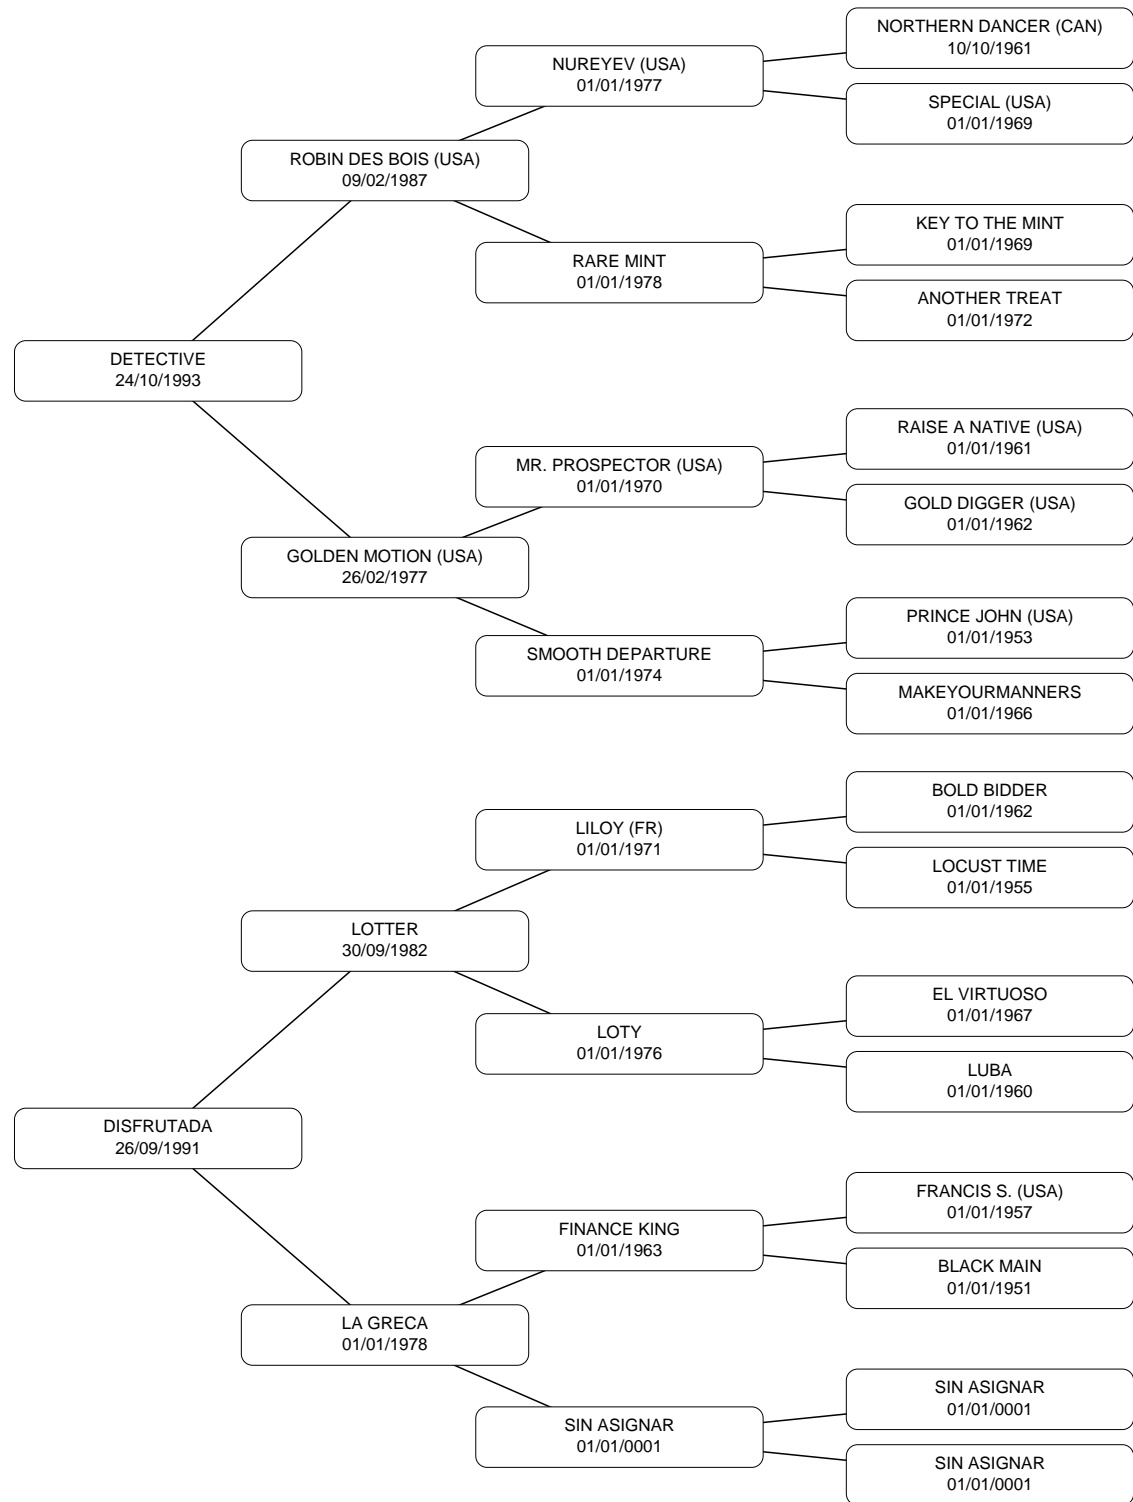 NORTHERN DANCER (CAN)
10/10/1961
NUREYEV (USA)
01/01/1977
SPECIAL (USA)
01/01/1969
ROBIN DES BOIS (USA)
09/02/1987
KEY TO THE MINT
01/01/1969
RARE MINT
01/01/1978
ANOTHER TREAT
01/01/1972
DETECTIVE
24/10/1993
RAISE A NATIVE (USA)
01/01/1961
MR. PROSPECTOR (USA)
01/01/1970
GOLD DIGGER (USA)
01/01/1962
GOLDEN MOTION (USA)
26/02/1977
PRINCE JOHN (USA)
01/01/1953
SMOOTH DEPARTURE
01/01/1974
MAKEYOURMANNERS
01/01/1966
BOLD BIDDER
01/01/1962
LILOY (FR)
01/01/1971
LOCUST TIME
01/01/1955
LOTTER
30/09/1982
EL VIRTUOSO
01/01/1967
LOTY
01/01/1976
LUBA
01/01/1960
DISFRUTADA
26/09/1991
FRANCIS S. (USA)
01/01/1957
FINANCE KING
01/01/1963
BLACK MAIN
01/01/1951
LA GRECA
01/01/1978
SIN ASIGNAR
01/01/0001
SIN ASIGNAR
01/01/0001
SIN ASIGNAR
01/01/0001